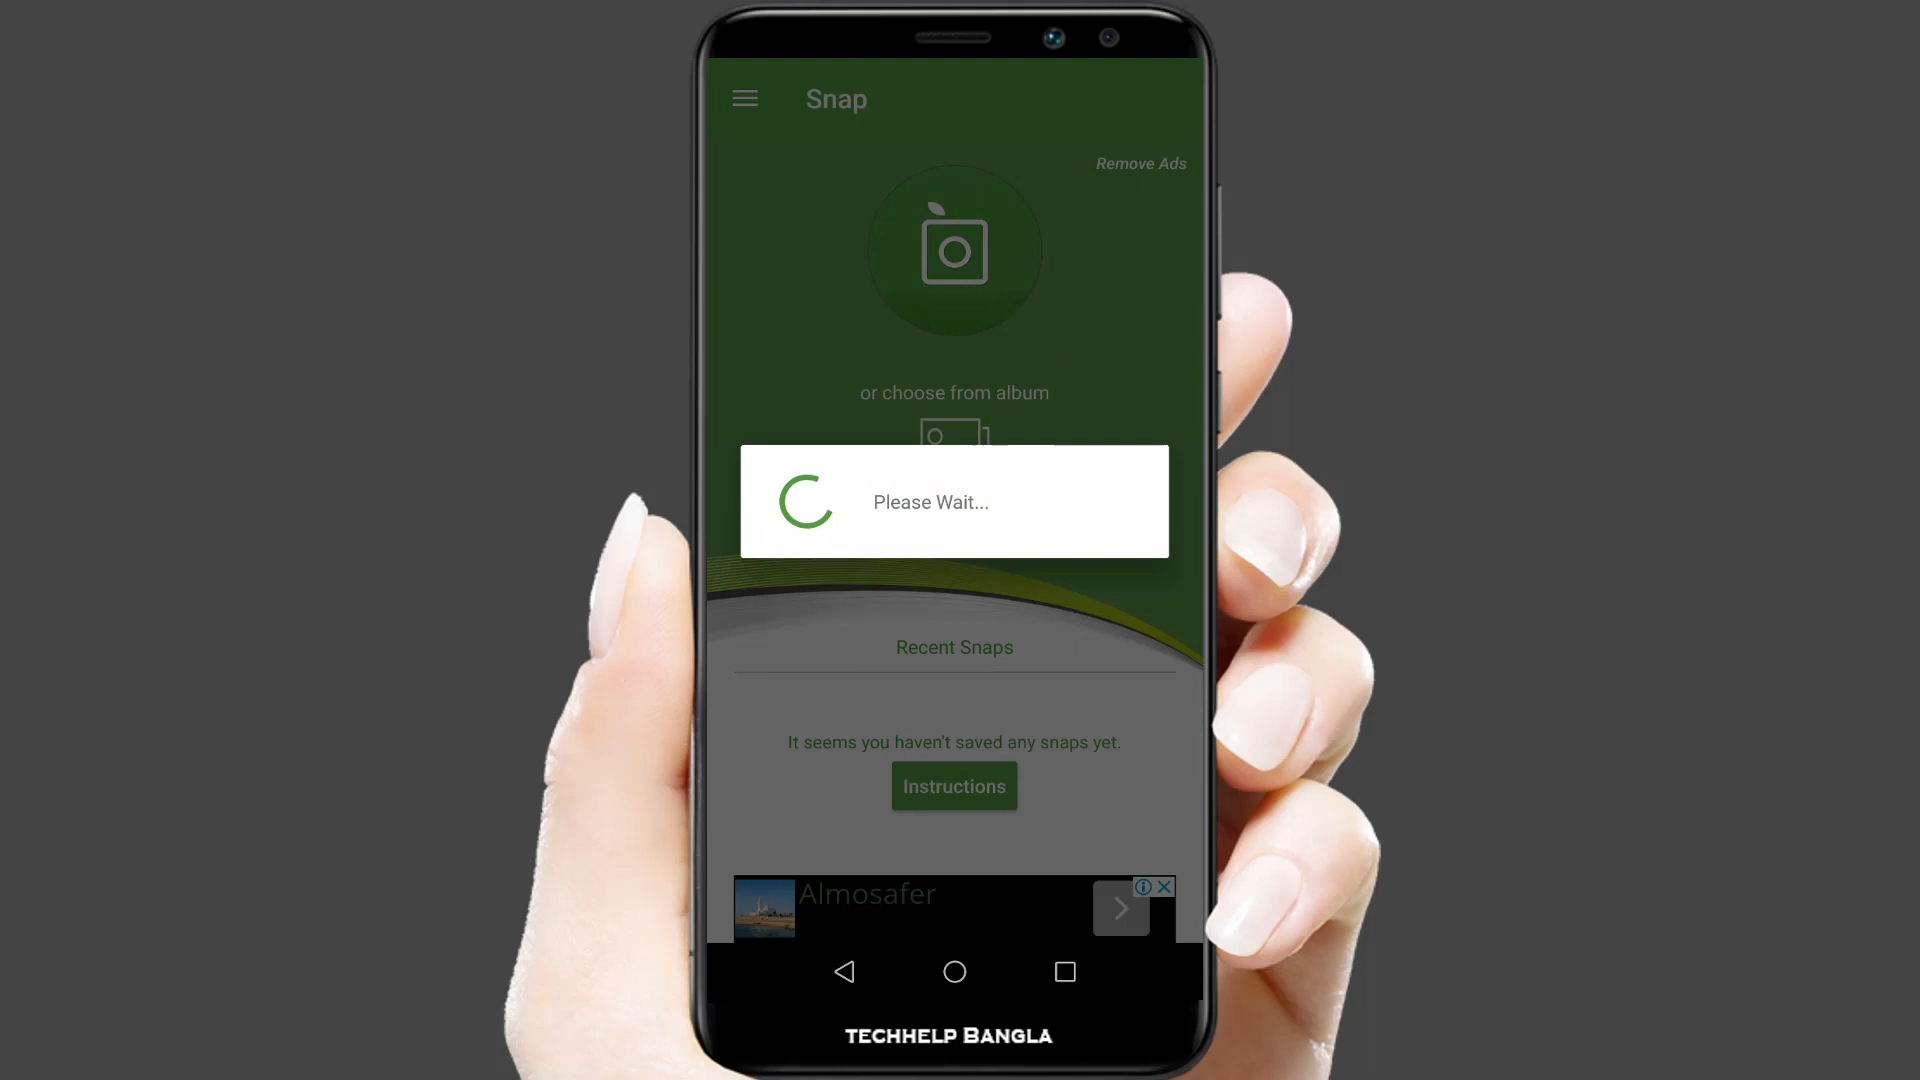 Snap
Remove Ads
or choose from album
Please Wait...
Recent Snaps
It seems you haven't saved any snaps yet.
Instructions
Almosafer
TECHHELP BANGLA